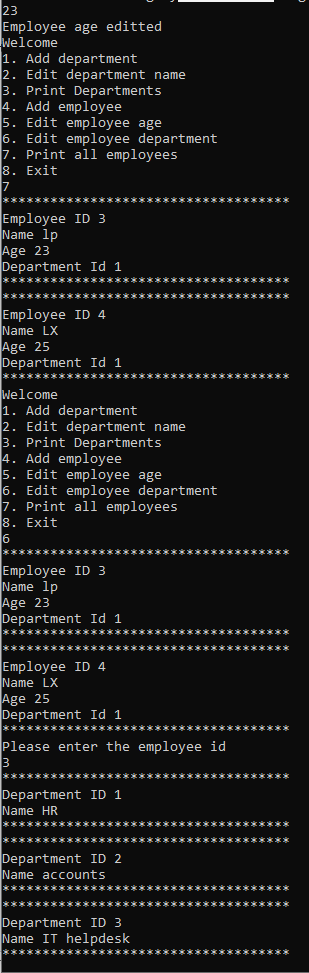 23
Employee age editted
Welcome
1. Add department
2. Edit department name
3. Print Departments
4. Add employee
5. Edit employee age
6. Edit employee department
7. Print all employees
8. Exit
7
************************************
Employee ID 3
Name lp
Age 23
Department Id 1
************************************
************************************
Employee ID 4
Name LX
Age 25
Department Id 1
************************************
Welcome
1. Add department
2. Edit department name
3. Print Departments
4. Add employee
5. Edit employee age
6. Edit employee department
7. Print all employees
8. Exit
6
************************************
Employee ID 3
Name lp
Age 23
Department Id 1
************************************
************************************
Employee ID 4
Name LX
Age 25
Department Id 1
************************************
Please enter the employee id
3
************************************
Department ID 1
Name HR
************************************
************************************
Department ID 2
Name accounts
************************************
************************************
Department ID 3
Name IT helpdesk
************************************